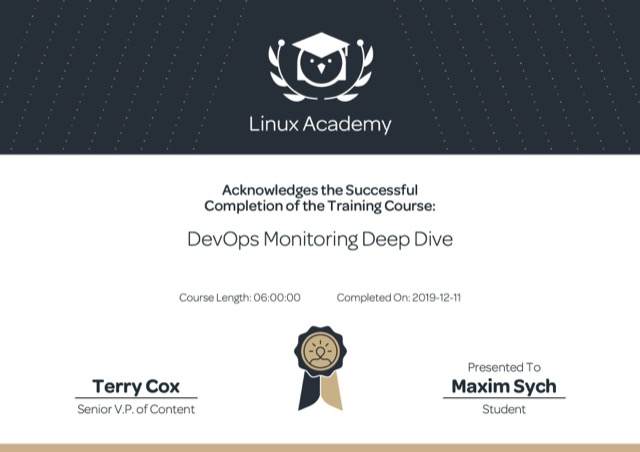 Linux Academy
Acknowledges the Successful
Completion of the Training Course:
DevOps Monitoring Deep Dive
Course Length: 06:00:00 Completed On: 2019-12-11
Terry Cox
Senior V.P. of Content
Presented To
Maxim Sych
Student